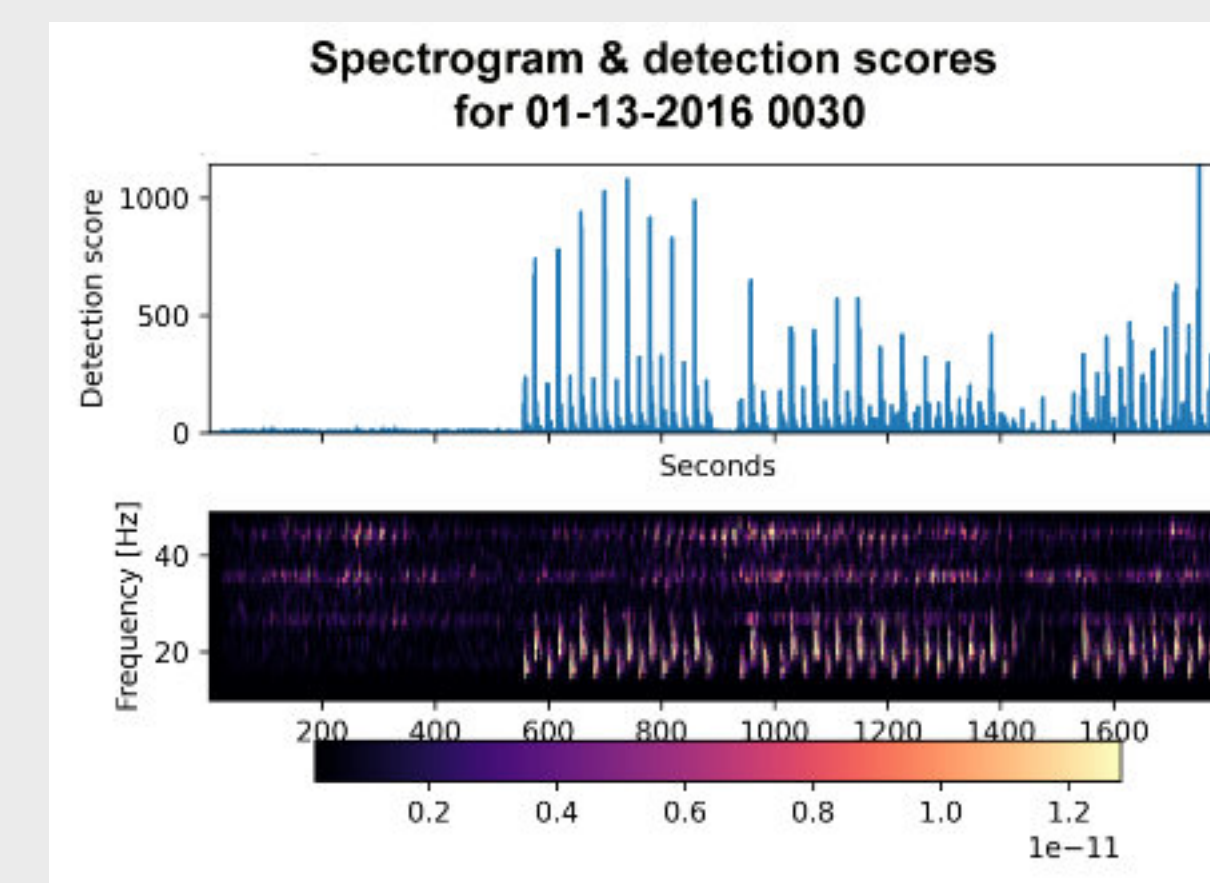 Spectrogram & detection scores
for 01-13-2016 0030
Detection score
1000
500
0
Seconds
Frequency [Hz]
40
20
200 400 600 800 1000 1200 1400 1600
0.2 0.4 0.6 0.8 1.0 1.2
1e−11